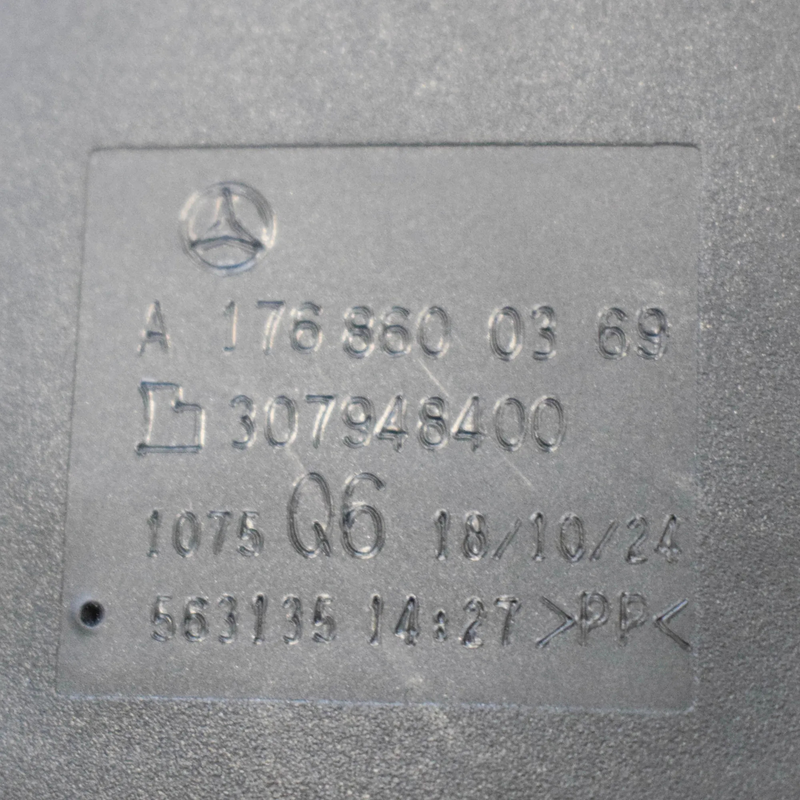 A 176 860 03 69
307948400
1075 Q6 18/10/24
563135 14:27 >PP<